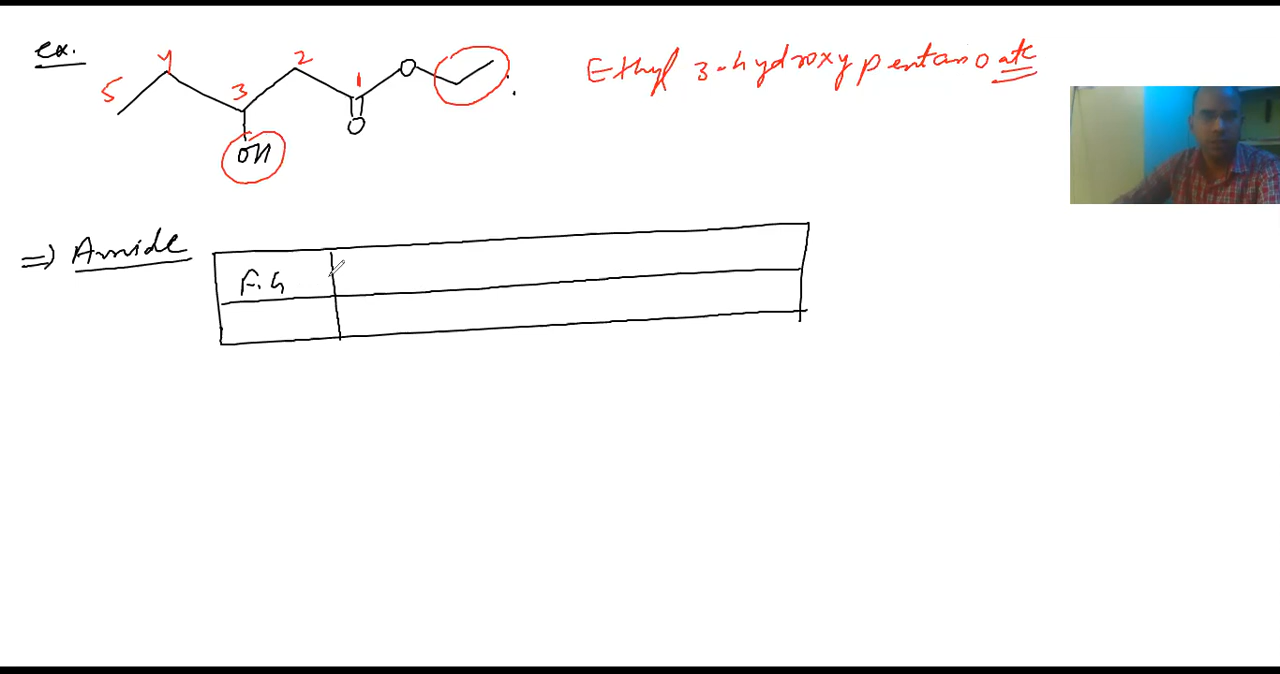 ex.
5 4 3 2 1 O
O
OH
Ethyl 3-hydroxypentanoate
=> Amide
F.G